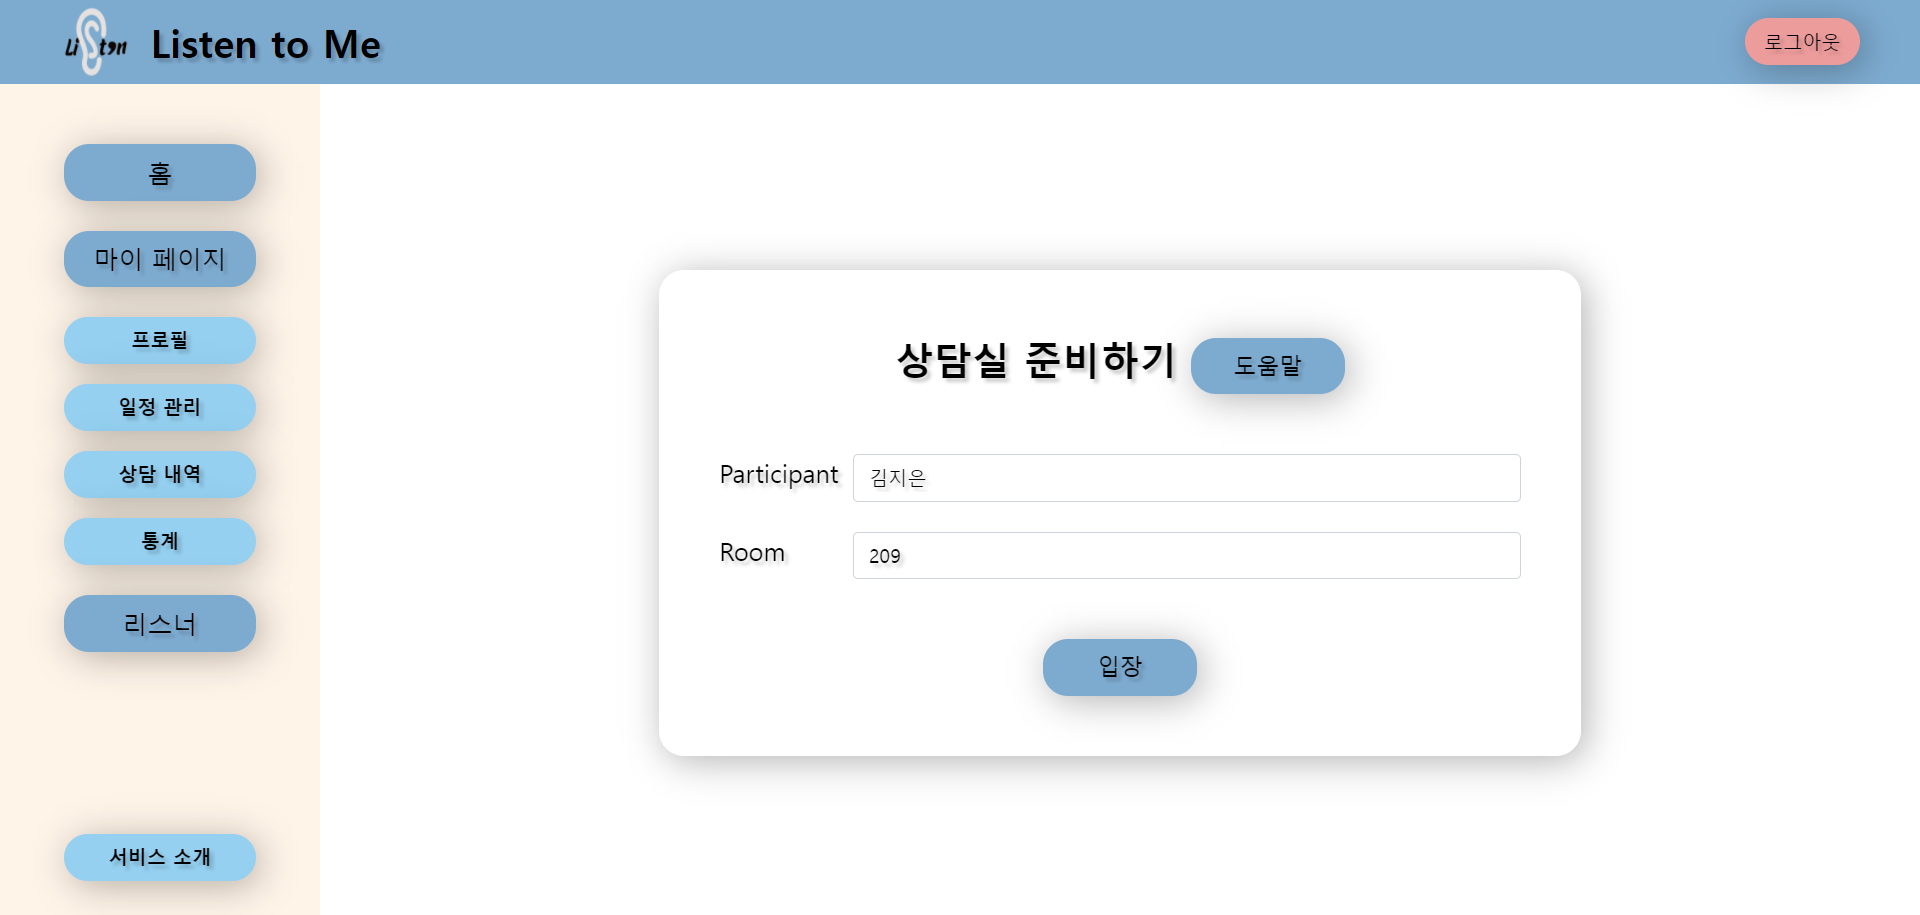 Liston
Listen to Me
로그아웃
홈
마이 페이지
프로필
일정 관리
상담 내역
통계
리스너
서비스 소개
상담실 준비하기
도움말
Participant
김지은
Room
209
입장